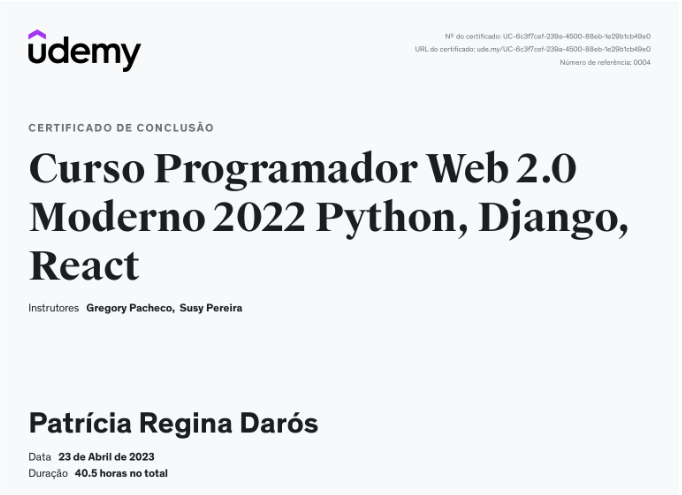 udemy
Nº do certificado: UC-6c3f7cef-239a-4500-88eb-1e29b1cb49e0
URL do certificado: ude.my/UC-6c3f7cef-239a-4500-88eb-1e29b1cb49e0
Número de referência: 0004
CERTIFICADO DE CONCLUSÃO
Curso Programador Web 2.0
Moderno 2022 Python, Django,
React
Instrutores Gregory Pacheco, Susy Pereira
Patrícia Regina Darós
Data 23 de Abril de 2023
Duração 40.5 horas no total